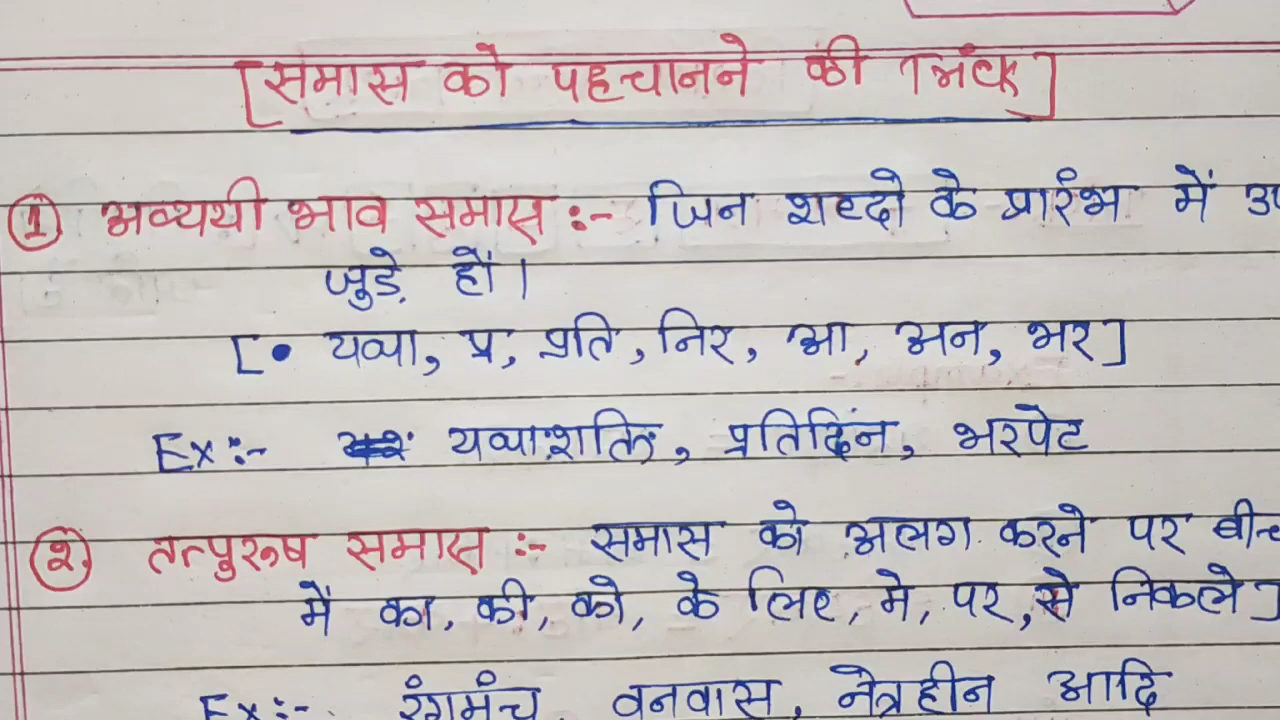 [समास को पहचानने की ट्रिंक]
① अव्ययी भाव समास :- जिन शब्दो के प्रारंभ में
जुड़े हों।
[• यथा, प्र, प्रति, निर, आ, अन, भर]
Ex:- यथाशक्ति, प्रतिदिंन, भरपेट
②. तत्पुरुष समास :- समास को अलग करने पर बीच
में का, की, को, के लिए, मे, पर, से निकले]
Ex:- रंगमंच, वनवास, नेत्रहीन आदि